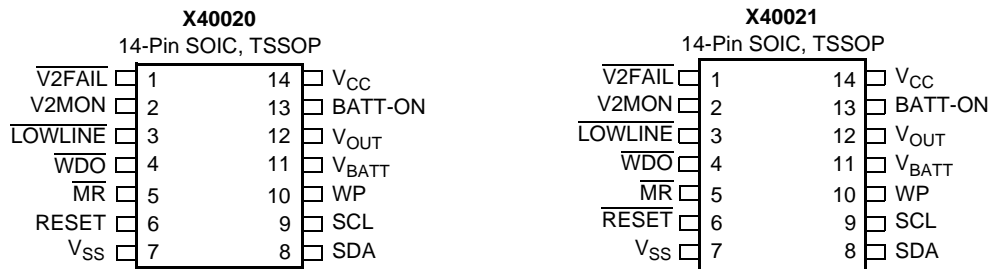 X40020
14-Pin SOIC, TSSOP
V2FAIL 1 14 VCC
V2MON 2 13 BATT-ON
LOWLINE 3 12 VOUT
WDO 4 11 VBATT
MR 5 10 WP
RESET 6 9 SCL
VSS 7 8 SDA
X40021
14-Pin SOIC, TSSOP
V2FAIL 1 14 VCC
V2MON 2 13 BATT-ON
LOWLINE 3 12 VOUT
WDO 4 11 VBATT
MR 5 10 WP
RESET 6 9 SCL
VSS 7 8 SDA